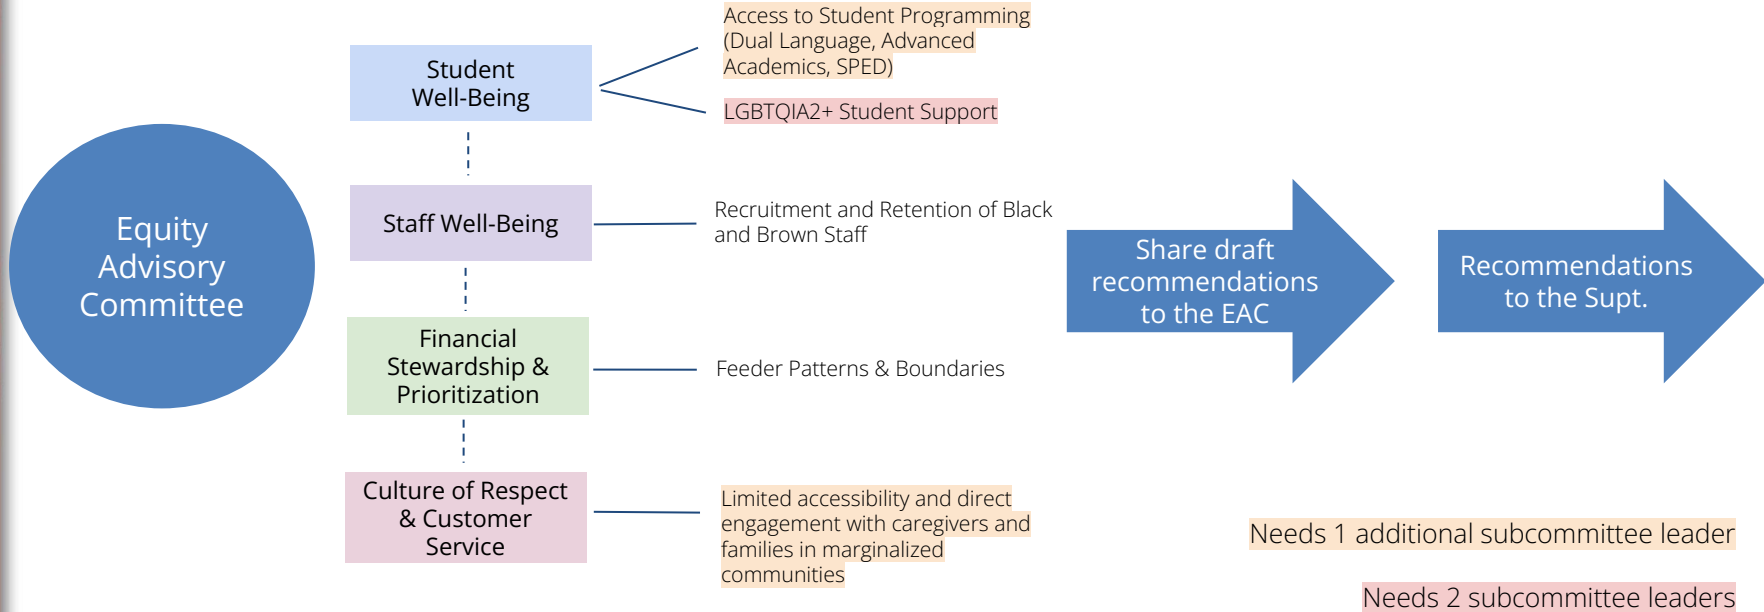 Equity
Advisory
Committee
Student
Well-Being
Access to Student Programming
(Dual Language, Advanced
Academics, SPED)
LGBTQIA2+ Student Support
Staff Well-Being
Recruitment and Retention of Black
and Brown Staff
Financial
Stewardship &
Prioritization
Feeder Patterns & Boundaries
Culture of Respect
& Customer
Service
Limited accessibility and direct
engagement with caregivers and
families in marginalized
communities
Share draft
recommendations
to the EAC
Recommendations
to the Supt.
Needs 1 additional subcommittee leader
Needs 2 subcommittee leaders